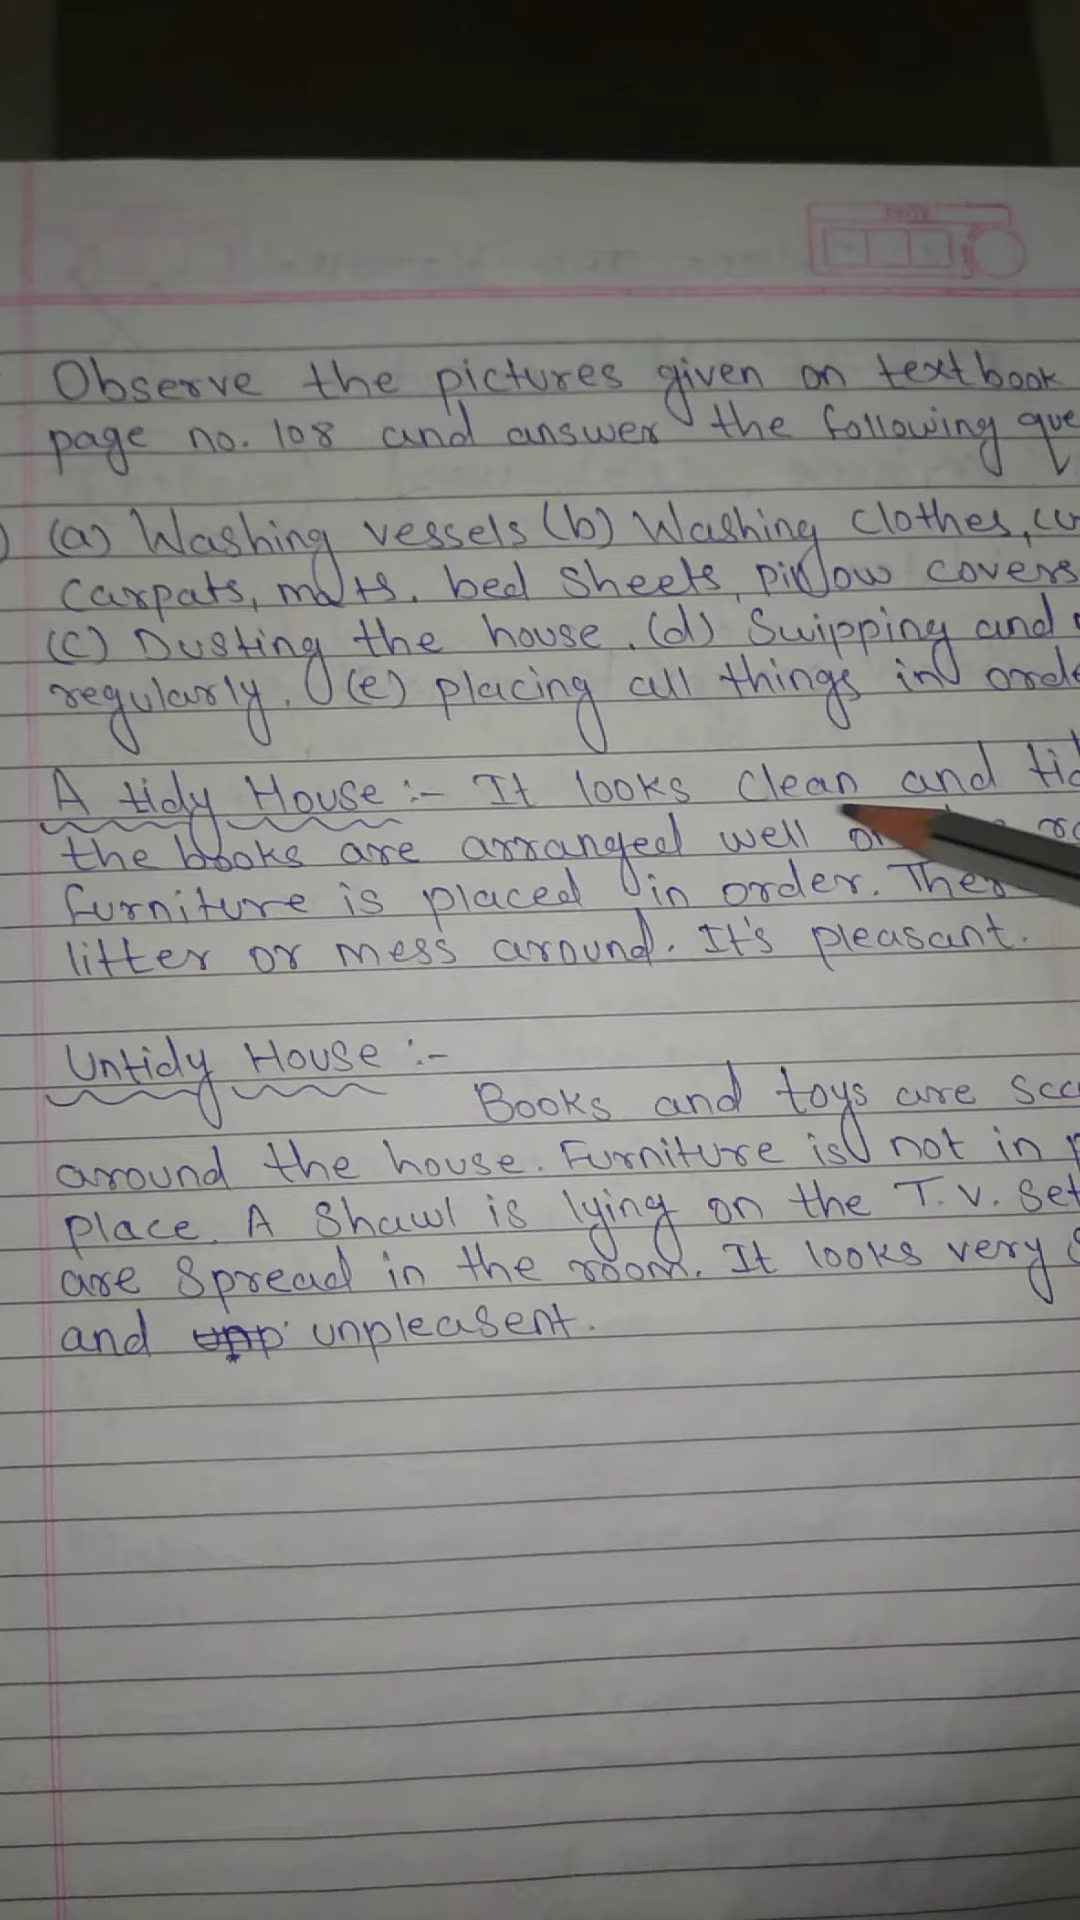 Observe the pictures given on textbook
page no. 108 and answer the following
(a) Washing vessels (b) Washing clothes,
carpats, mats. bed sheets, pillow covers
(c) Dusting the house. (d) Swipping and
regularly. (e) placing all things in
A tidy House :- It looks clean and
the books are arranged well
furniture is placed in order.
litter or mess around. It's pleasant.
Untidy House :-
Books and toys are
around the house. Furniture is not in
place. A Shawl is lying on the T.V. Set
are Spread in the room. It looks very
and unpleasent.